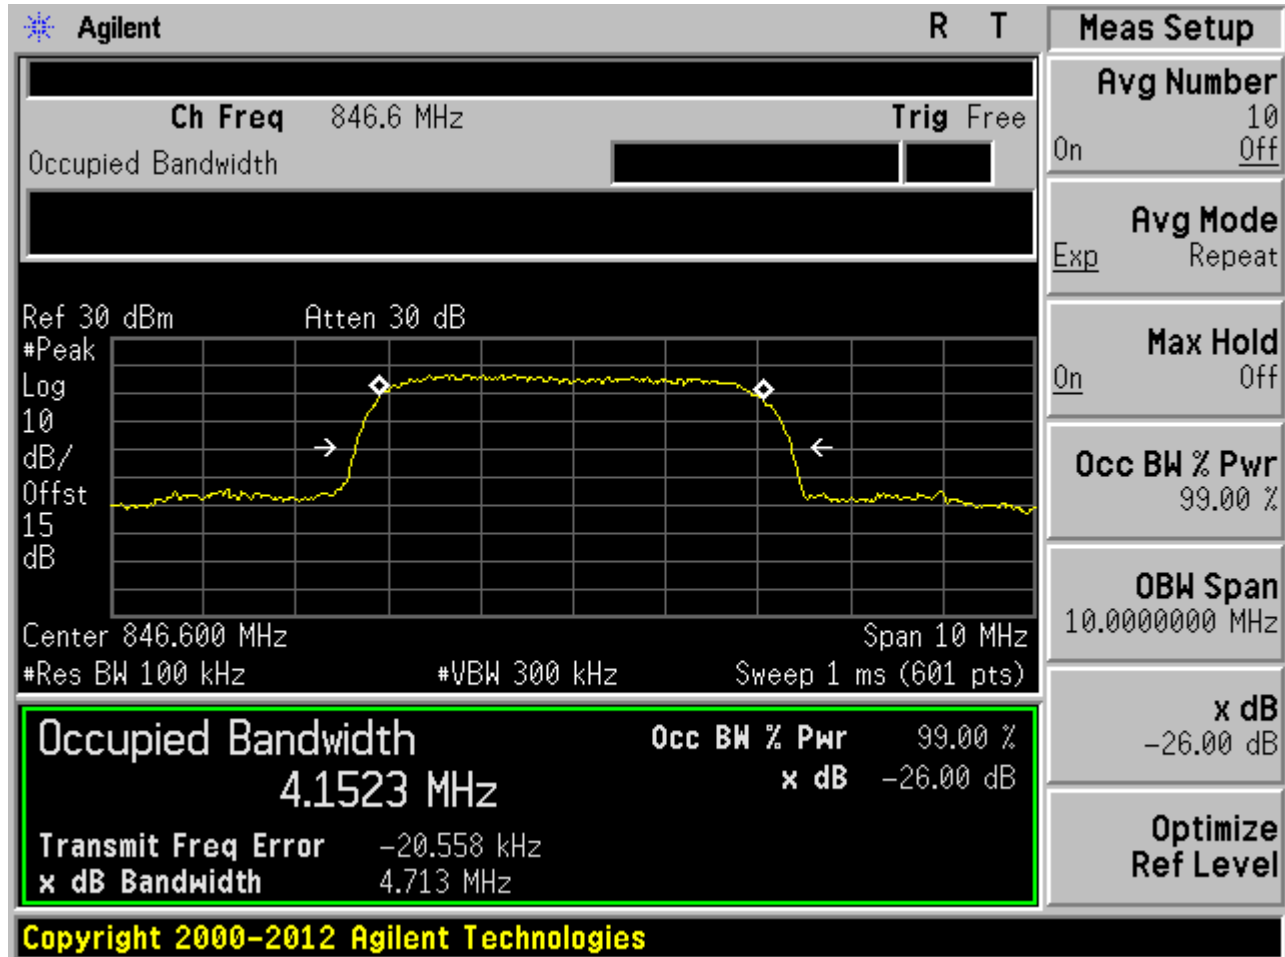 Agilent R T
Ch Freq 846.6 MHz Trig Free
Occupied Bandwidth
Ref 30 dBm Atten 30 dB
#Peak
Log
10
dB/
Offst
15
dB
Center 846.600 MHz Span 10 MHz
#Res BW 100 kHz #VBW 300 kHz Sweep 1 ms (601 pts)
Occupied Bandwidth Occ BW % Pwr 99.00 %
4.1523 MHz x dB -26.00 dB
Transmit Freq Error -20.558 kHz
x dB Bandwidth 4.713 MHz
Copyright 2000-2012 Agilent Technologies
Meas Setup
Avg Number
10
On Off
Avg Mode
Exp Repeat
Max Hold
On Off
Occ BW % Pwr
99.00 %
OBW Span
10.0000000 MHz
x dB
-26.00 dB
Optimize
Ref Level